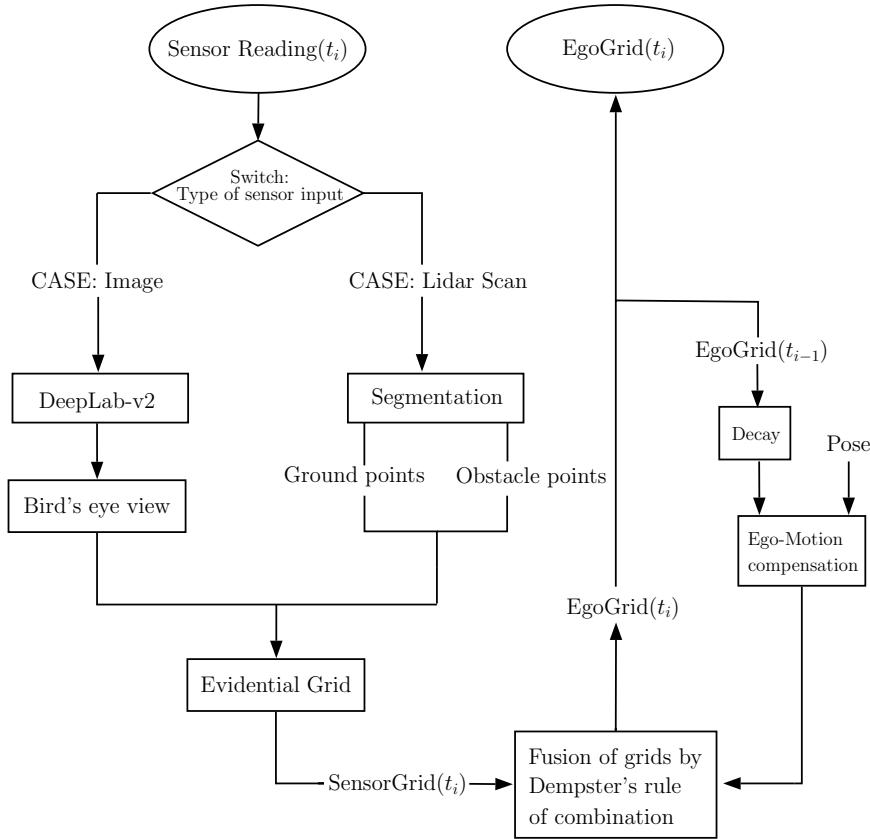 Sensor Reading(t_i)
EgoGrid(t_i)
Switch:
Type of sensor input
CASE: Image
CASE: Lidar Scan
EgoGrid(t_{i−1})
DeepLab-v2
Segmentation
Decay
Pose
Ground points
Obstacle points
Bird's eye view
Ego-Motion
compensation
EgoGrid(t_i)
Evidential Grid
SensorGrid(t_i)
Fusion of grids by
Dempster's rule
of combination